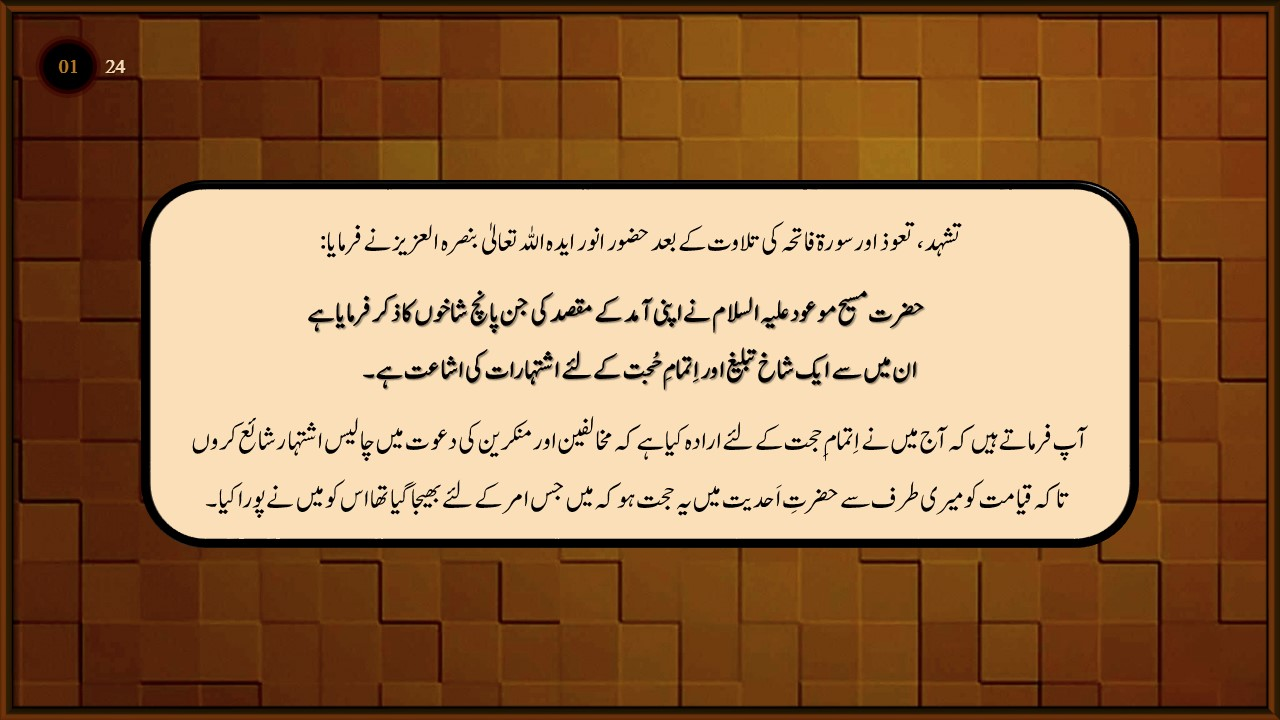 01 24
تشہد، تعوذ اور سورۃ فاتحہ کی تلاوت کے بعد حضور انور ایدہ اللہ تعالیٰ بنصرہ العزیز نے فرمایا:
حضرت مسیح موعود علیہ السلام نے اپنی آمد کے مقصد کی جن پانچ شاخوں کا ذکر فرمایا ہے
ان میں سے ایک شاخ تبلیغ اور اِتمامِ حُجت کے لئے اشتہارات کی اشاعت ہے۔
آپ فرماتے ہیں کہ آج میں نے اِتمامِ حجت کے لئے ارادہ کیا ہے کہ مخالفین اور منکرین کی دعوت میں چالیس اشتہار شائع کروں
تا کہ قیامت کو میری طرف سے حضرتِ اَحدیت میں یہ حجت ہو کہ میں جس امر کے لئے بھیجا گیا تھا اس کو میں نے پورا کیا۔